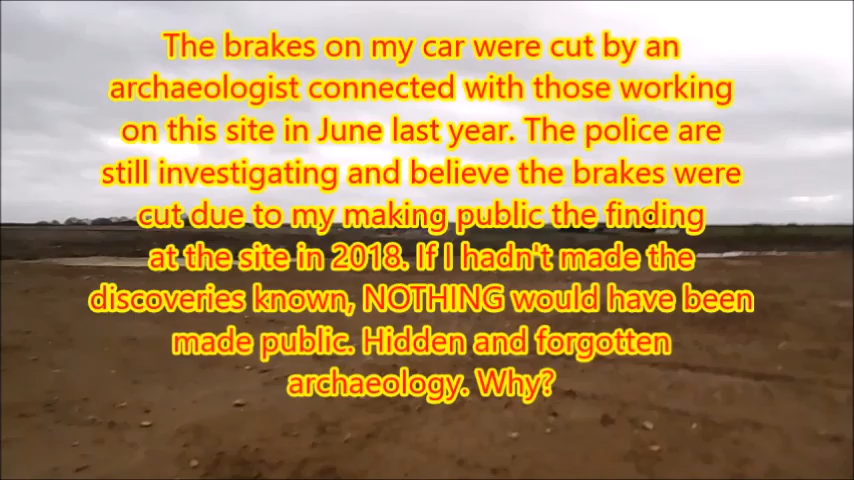 The brakes on my car were cut by an
archaeologist connected with those working
on this site in June last year. The police are
still investigating and believe the brakes were
cut due to my making public the finding
at the site in 2018. If I hadn't made the
discoveries known, NOTHING would have been
made public. Hidden and forgotten
archaeology. Why?